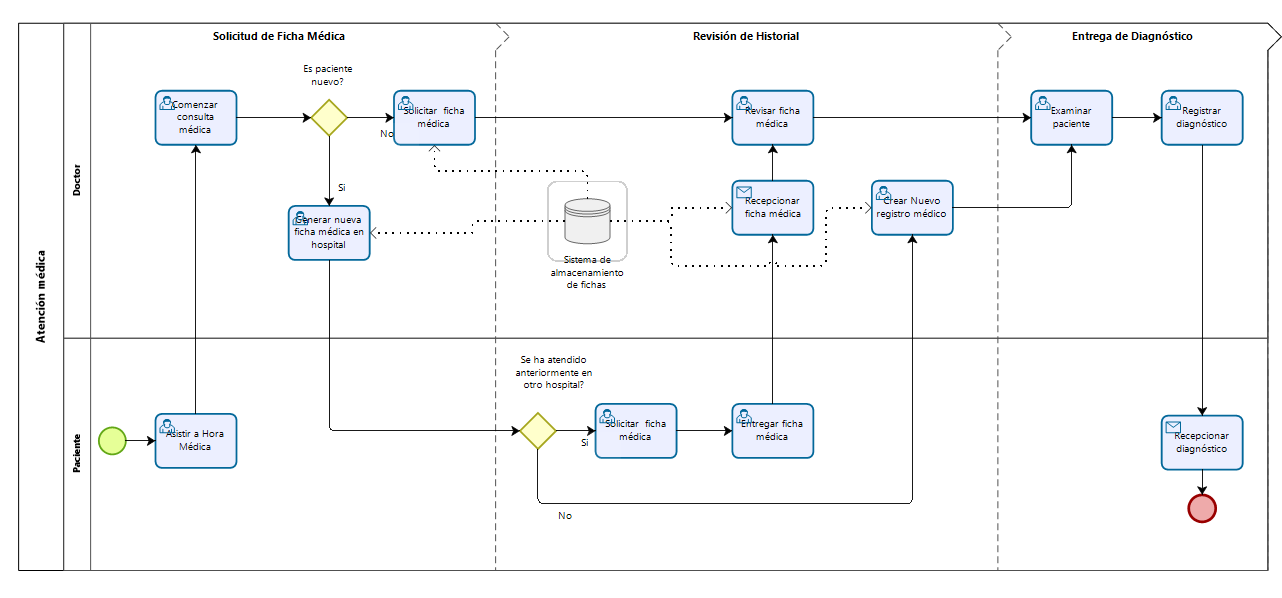 Solicitud de Ficha Médica
Revisión de Historial
Entrega de Diagnóstico
Atención médica
Doctor
Es paciente
nuevo?
Comenzar
consulta
médica
No
Solicitar ficha
médica
Revisar ficha
médica
Examinar
paciente
Registrar
diagnóstico
Si
Generar nueva
ficha médica en
hospital
Sistema de
almacenamiento
de fichas
Recepcionar
ficha médica
Crear Nuevo
registro médico
Paciente
Asistir a Hora
Médica
Se ha atendido
anteriormente en
otro hospital?
Si
Solicitar ficha
médica
Entregar ficha
médica
No
Recepcionar
diagnóstico